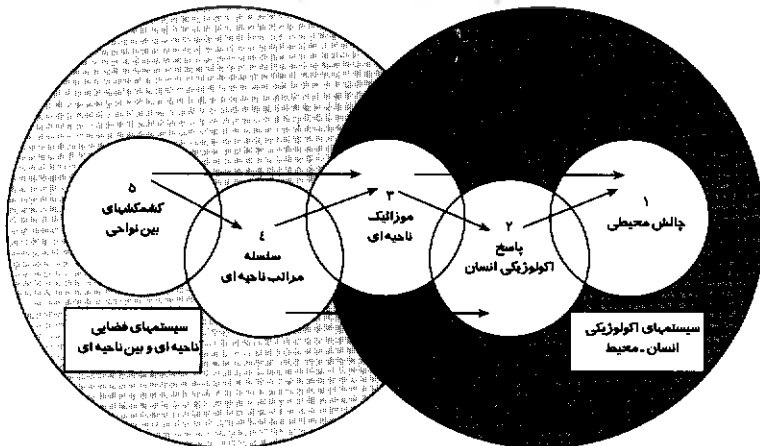 ۱
چالش محیطی
۲
پاسخ
اکولوژیکی انسان
۳
موزائیک
ناحیه ای
٤
سلسله
مراتب ناحیه ای
۵
کشمکشهای
بین نواحی
سیستمهای اکولوژیکی
انسان - محیط
سیستمهای فضایی
ناحیه ای و بین ناحیه ای